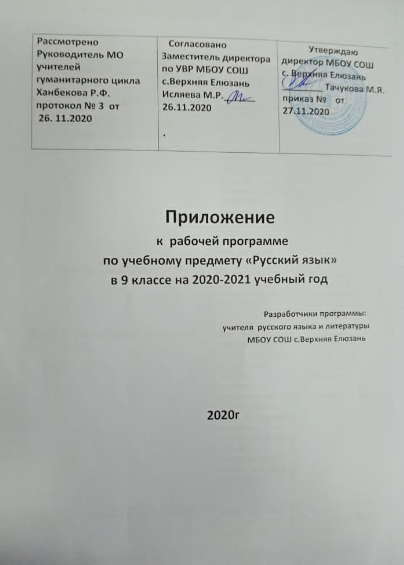 Рассмотрено
Руководитель МО
учителей
гуманитарного цикла
Ханбекова Р.Ф.
протокол № 3 от
26. 11.2020
Согласовано
Заместитель директора
по УВР МБОУ СОШ
с.Верхняя Елюзань
Исляева М.Р.
26.11.2020
.
Утверждаю
директор МБОУ СОШ
с. Верхняя Елюзань
Тачукова М.Я.
приказ № от
27.11.2020
Приложение
к рабочей программе
по учебному предмету «Русский язык»
в 9 классе на 2020-2021 учебный год
Разработчики программы:
учителя русского языка и литературы
МБОУ СОШ с.Верхняя Елюзань
2020г